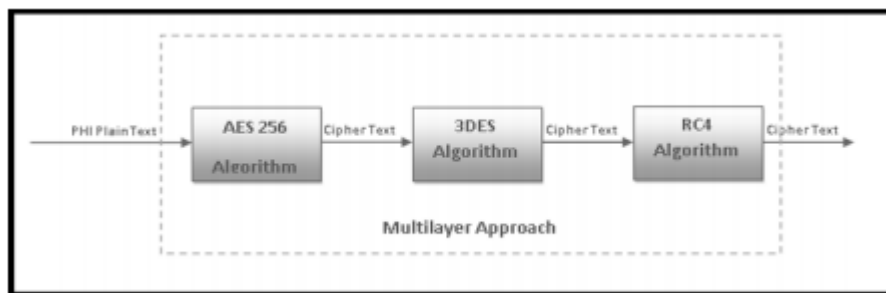 PHI Plain Text
AES 256
Algorithm
Cipher Text
3DES
Algorithm
Cipher Text
RC4
Algorithm
Cipher Text
Multilayer Approach